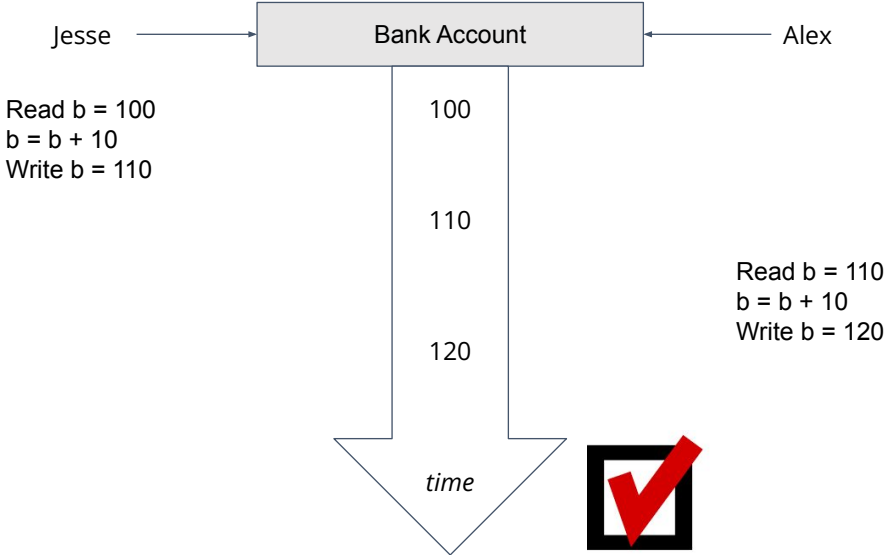 Jesse
Bank Account
Alex
Read b = 100
b = b + 10
Write b = 110
100
110
Read b = 110
b = b + 10
Write b = 120
120
time